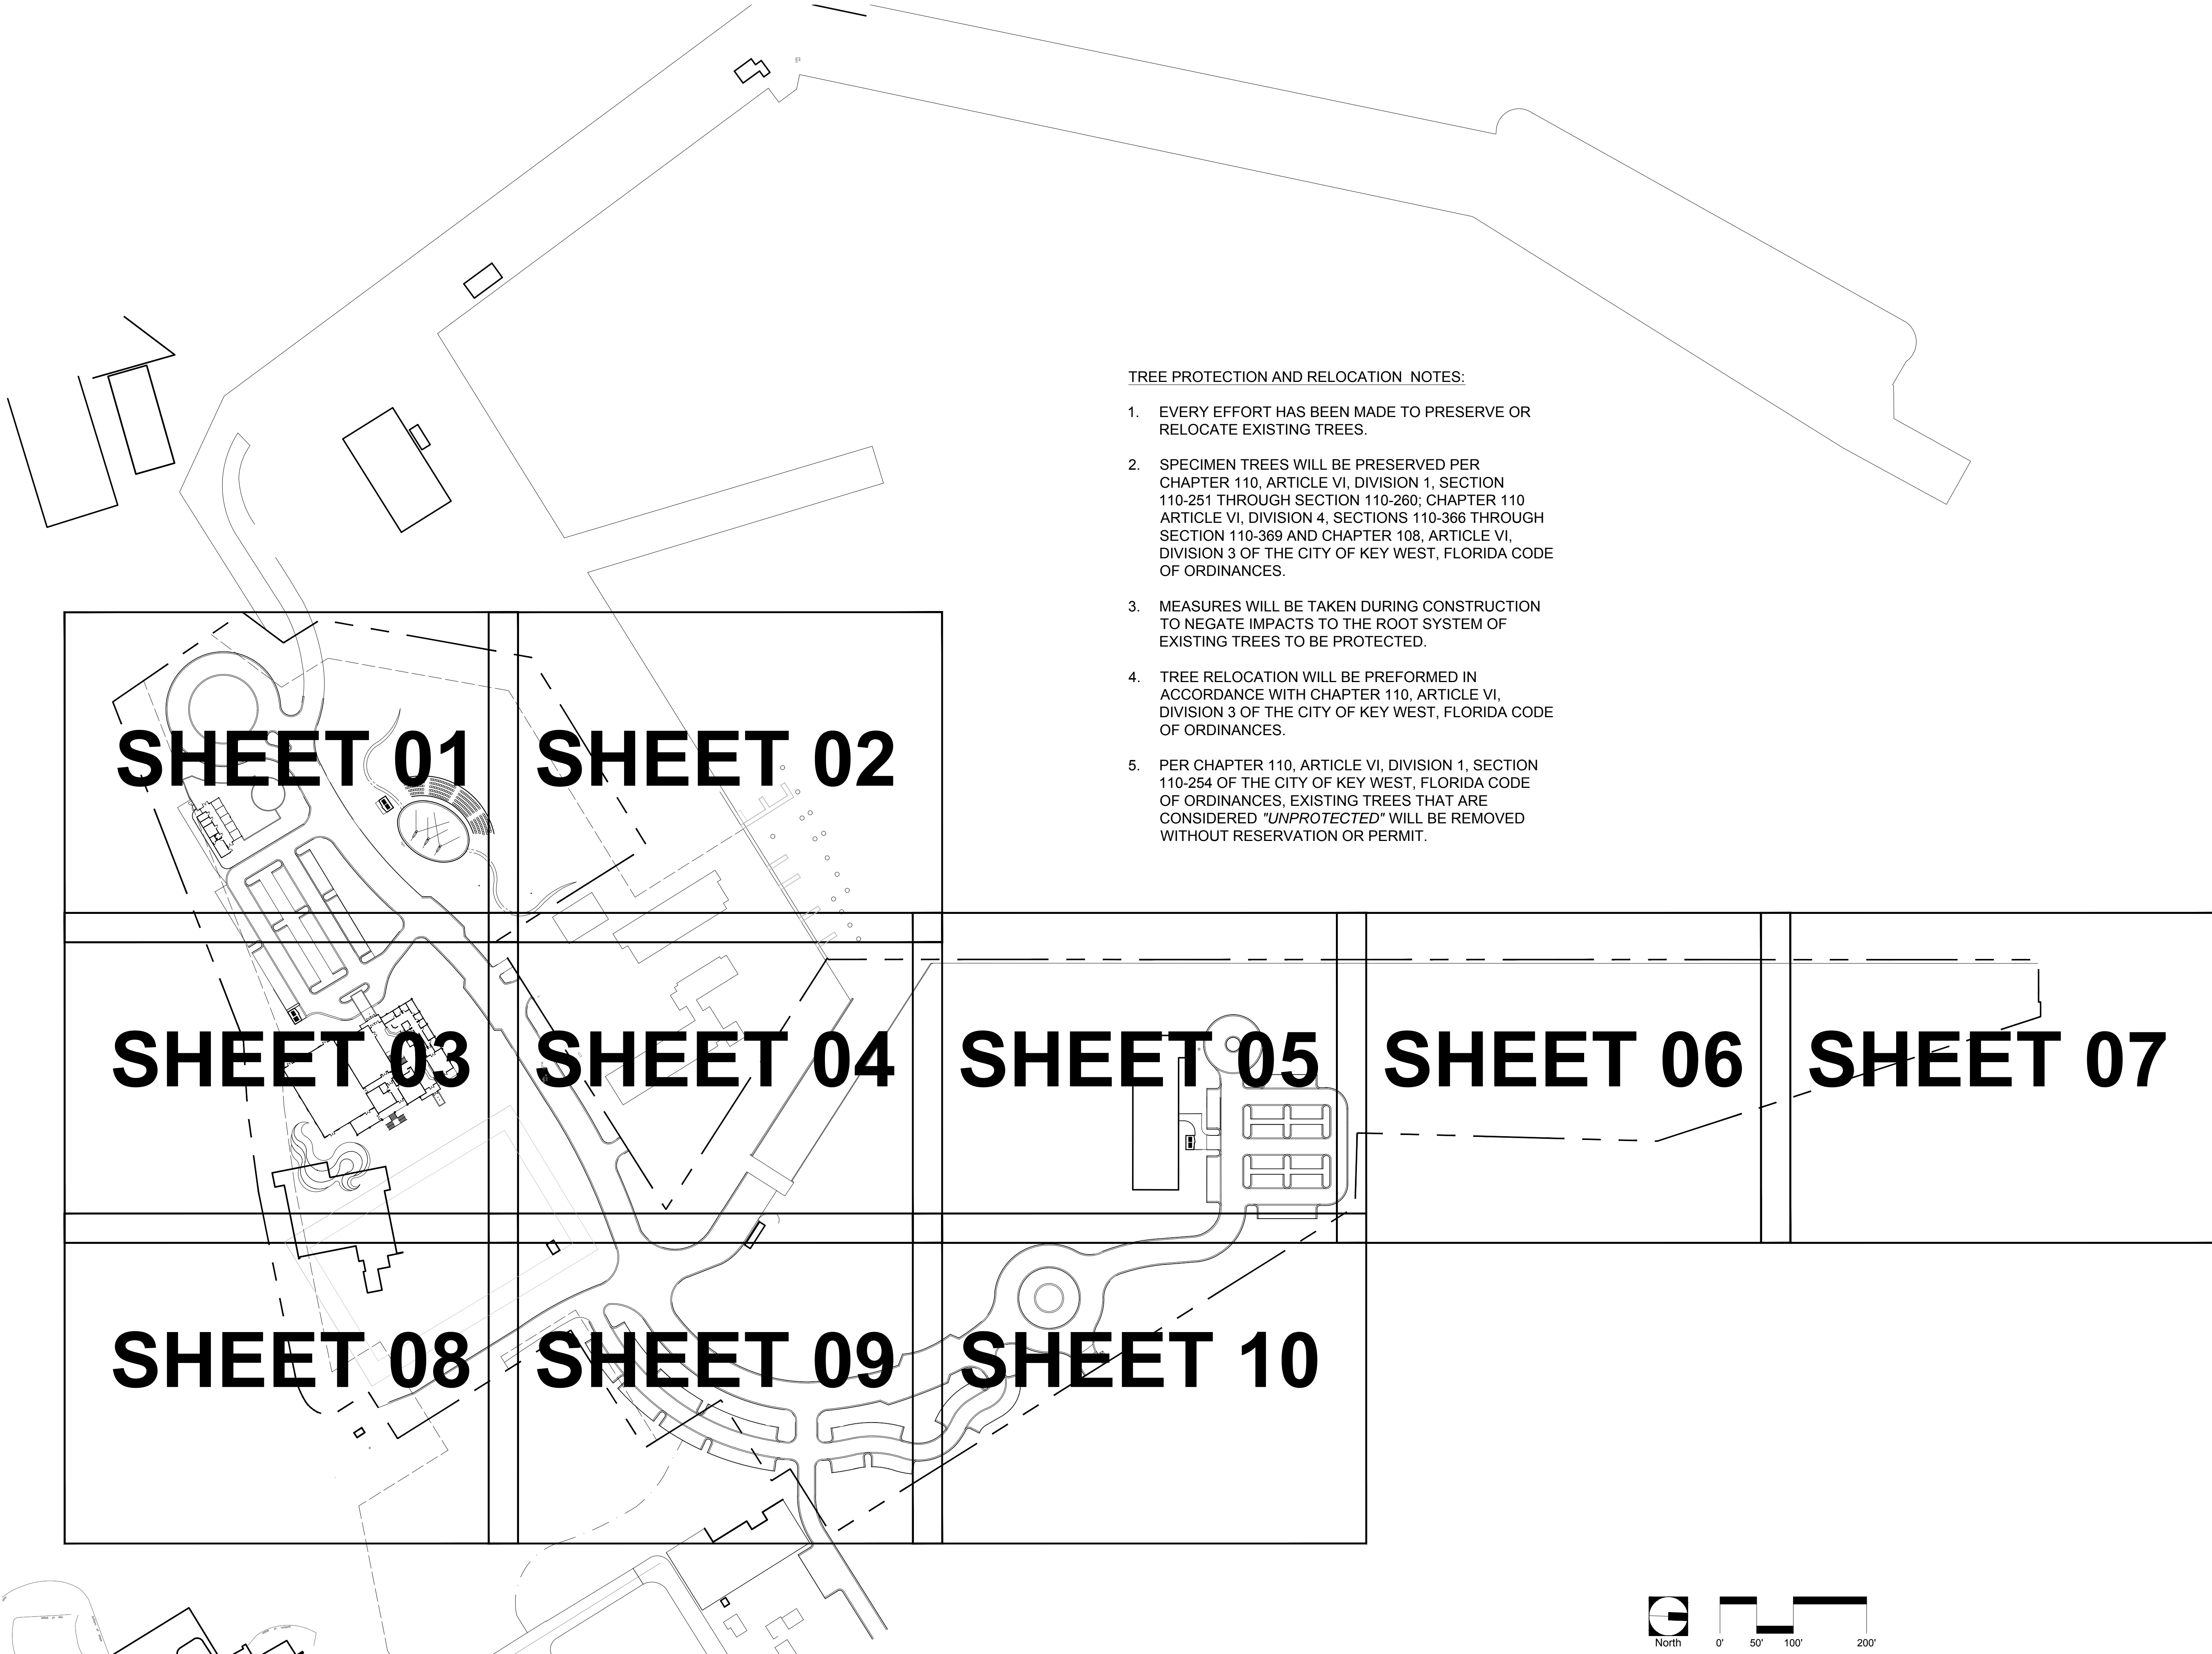 TREE PROTECTION AND RELOCATION  NOTES:
1. EVERY EFFORT HAS BEEN MADE TO PRESERVE OR
RELOCATE EXISTING TREES.
2. SPECIMEN TREES WILL BE PRESERVED PER
CHAPTER 110, ARTICLE VI, DIVISION 1, SECTION
110-251 THROUGH SECTION 110-260; CHAPTER 110
ARTICLE VI, DIVISION 4, SECTIONS 110-366 THROUGH
SECTION 110-369 AND CHAPTER 108, ARTICLE VI,
DIVISION 3 OF THE CITY OF KEY WEST, FLORIDA CODE
OF ORDINANCES.
3. MEASURES WILL BE TAKEN DURING CONSTRUCTION
TO NEGATE IMPACTS TO THE ROOT SYSTEM OF
EXISTING TREES TO BE PROTECTED.
4. TREE RELOCATION WILL BE PREFORMED IN
ACCORDANCE WITH CHAPTER 110, ARTICLE VI,
DIVISION 3 OF THE CITY OF KEY WEST, FLORIDA CODE
OF ORDINANCES.
5. PER CHAPTER 110, ARTICLE VI, DIVISION 1, SECTION
110-254 OF THE CITY OF KEY WEST, FLORIDA CODE
OF ORDINANCES, EXISTING TREES THAT ARE
CONSIDERED "UNPROTECTED" WILL BE REMOVED
WITHOUT RESERVATION OR PERMIT.
SHEET 01
SHEET 02
SHEET 03
SHEET 04
SHEET 05
SHEET 06
SHEET 07
SHEET 08
SHEET 09
SHEET 10
North
0' 50' 100' 200'